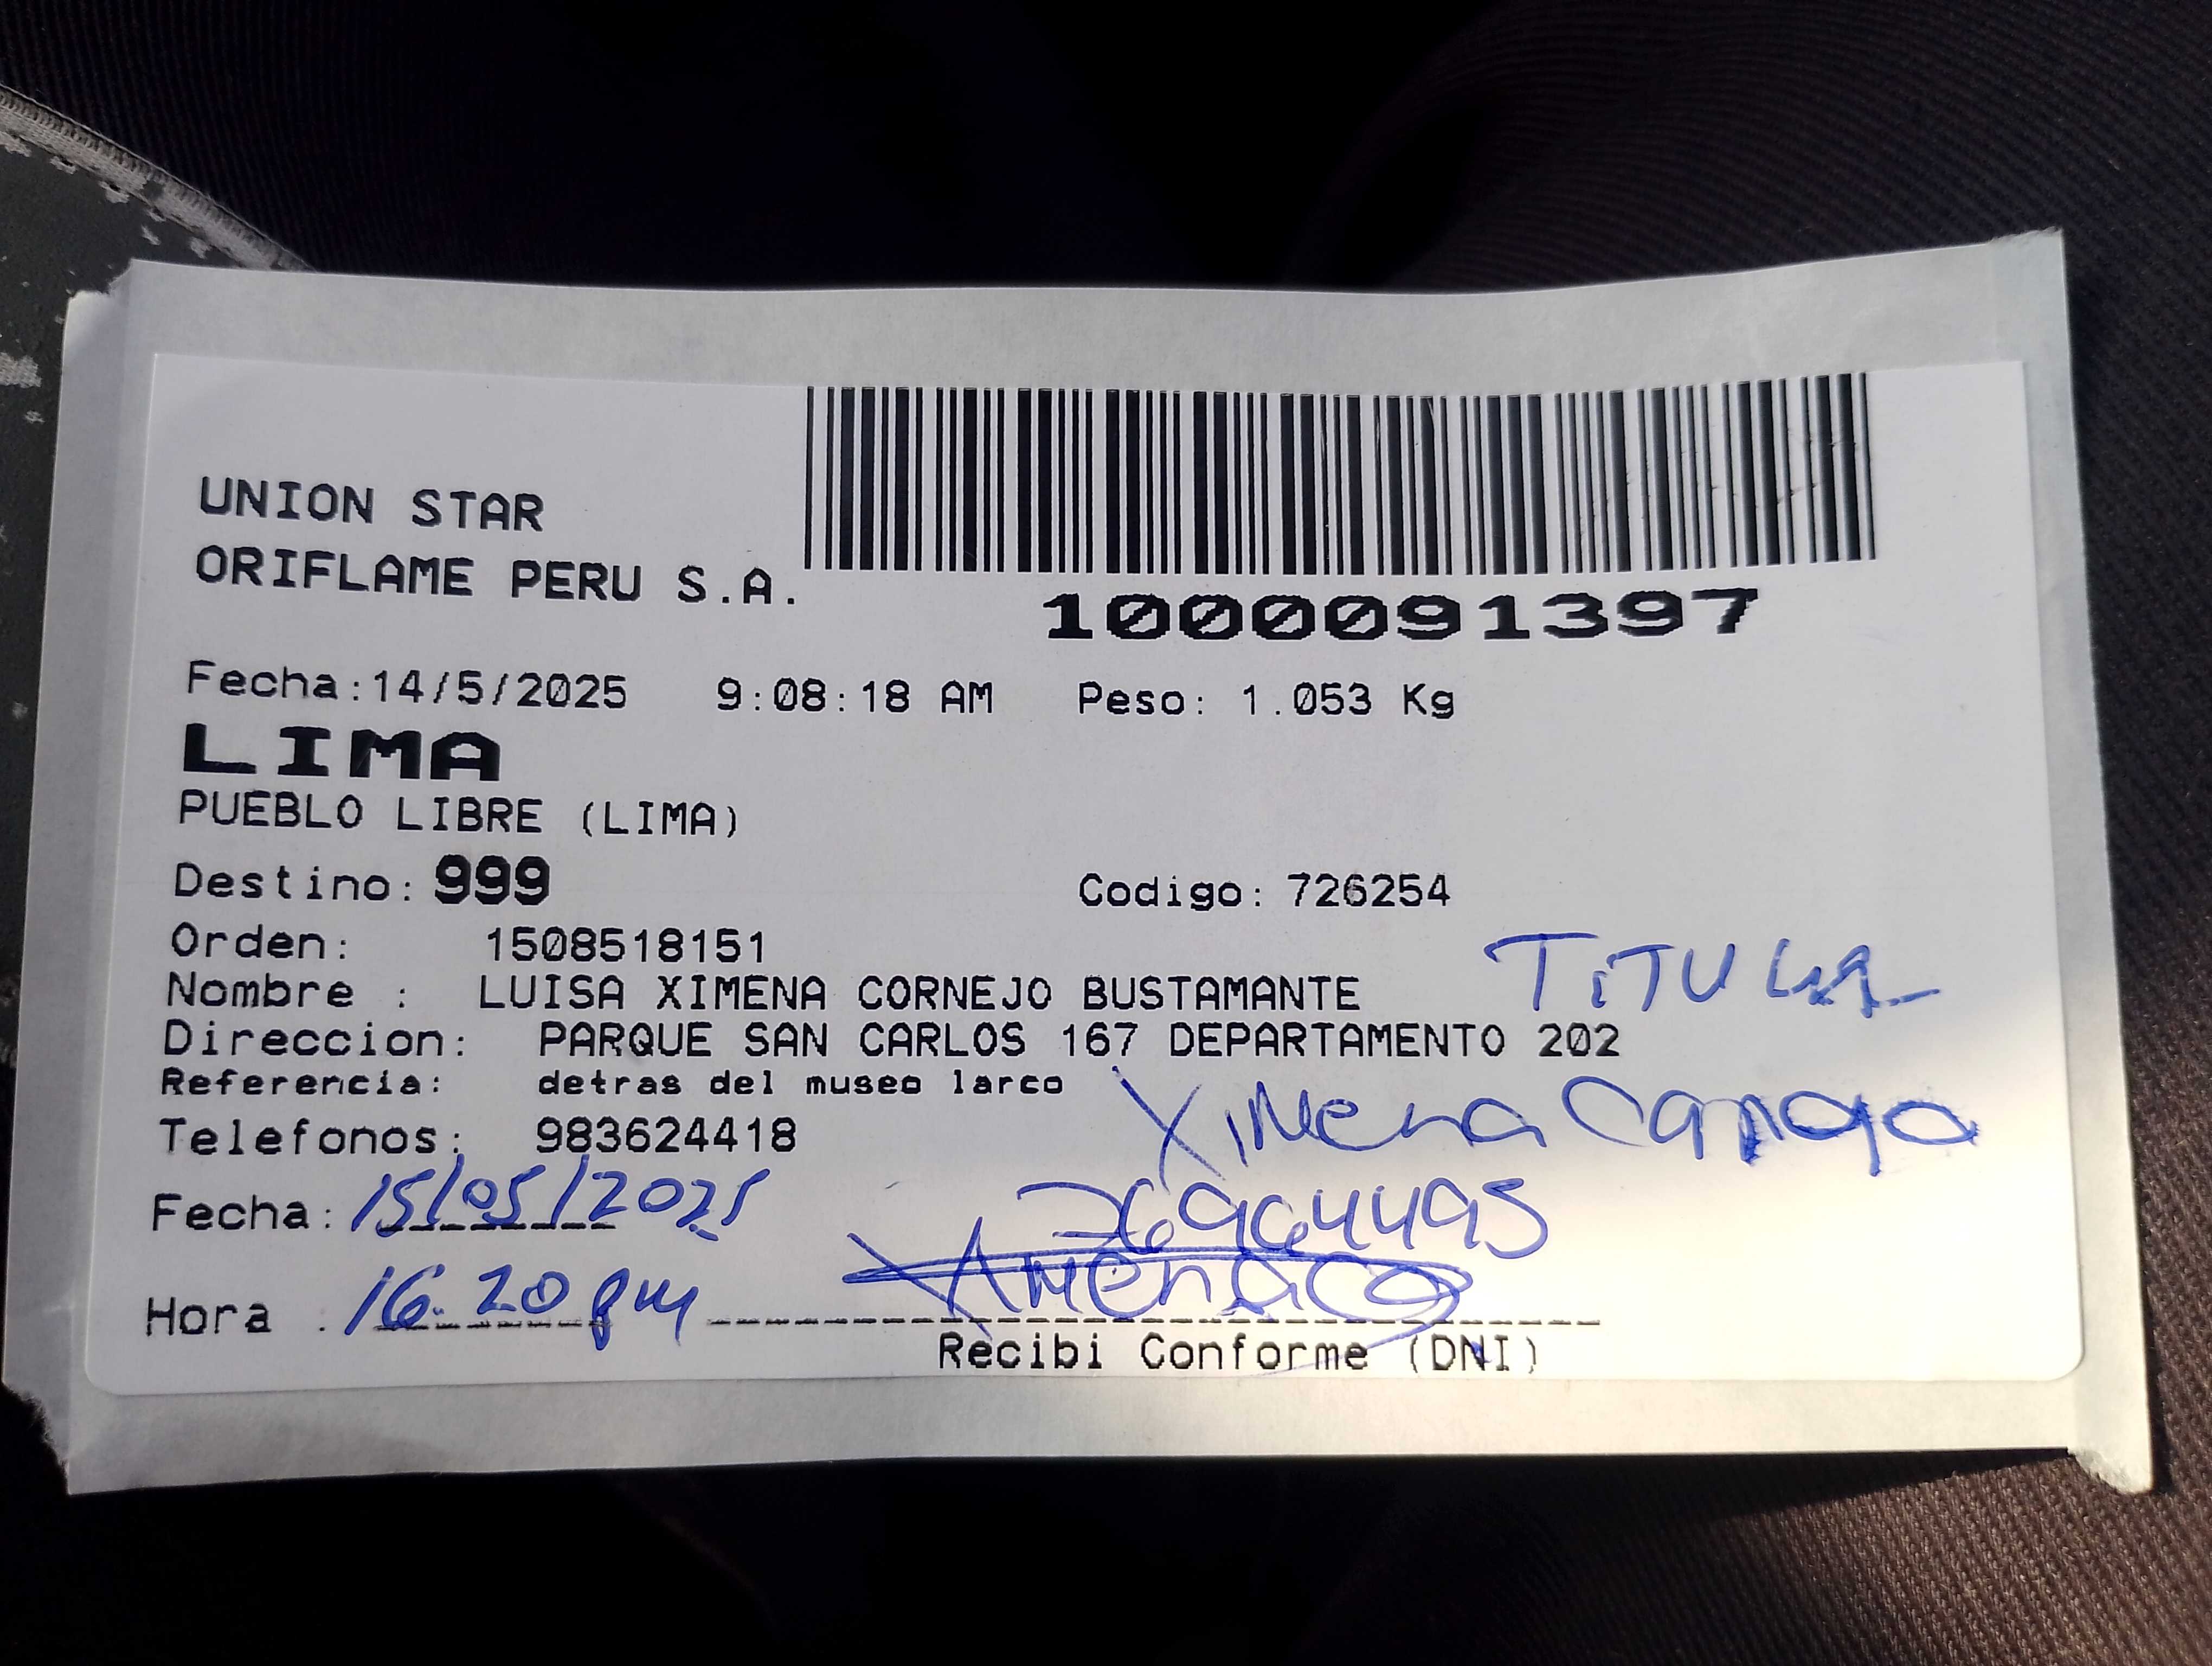 UNION STAR
ORIFLAME PERU S.A.
1000091397
Fecha:14/5/2025 9:08:18 AM Peso: 1.053 Kg
LIMA
PUEBLO LIBRE (LIMA)
Destino: 999 Codigo: 726254
Orden: 1508518151
TITULAR
Nombre : LUISA XIMENA CORNEJO BUSTAMANTE
Direccion: PARQUE SAN CARLOS 167 DEPARTAMENTO 202
Referencia: detras del museo larco
Ximena
Telefonos: 983624418
Fecha: 15/05/2025
Hora : 16.20 pm
Recibi Conforme (DNI)